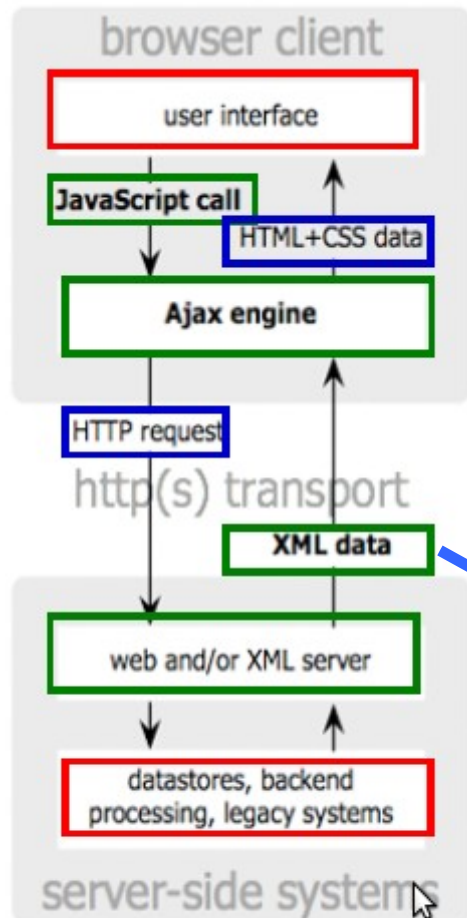 browser client
user interface
JavaScript call
HTML+CSS data
Ajax engine
HTTP request
http(s) transport
XML data
web and/or XML server
datastores, backend
processing, legacy systems
server-side systems